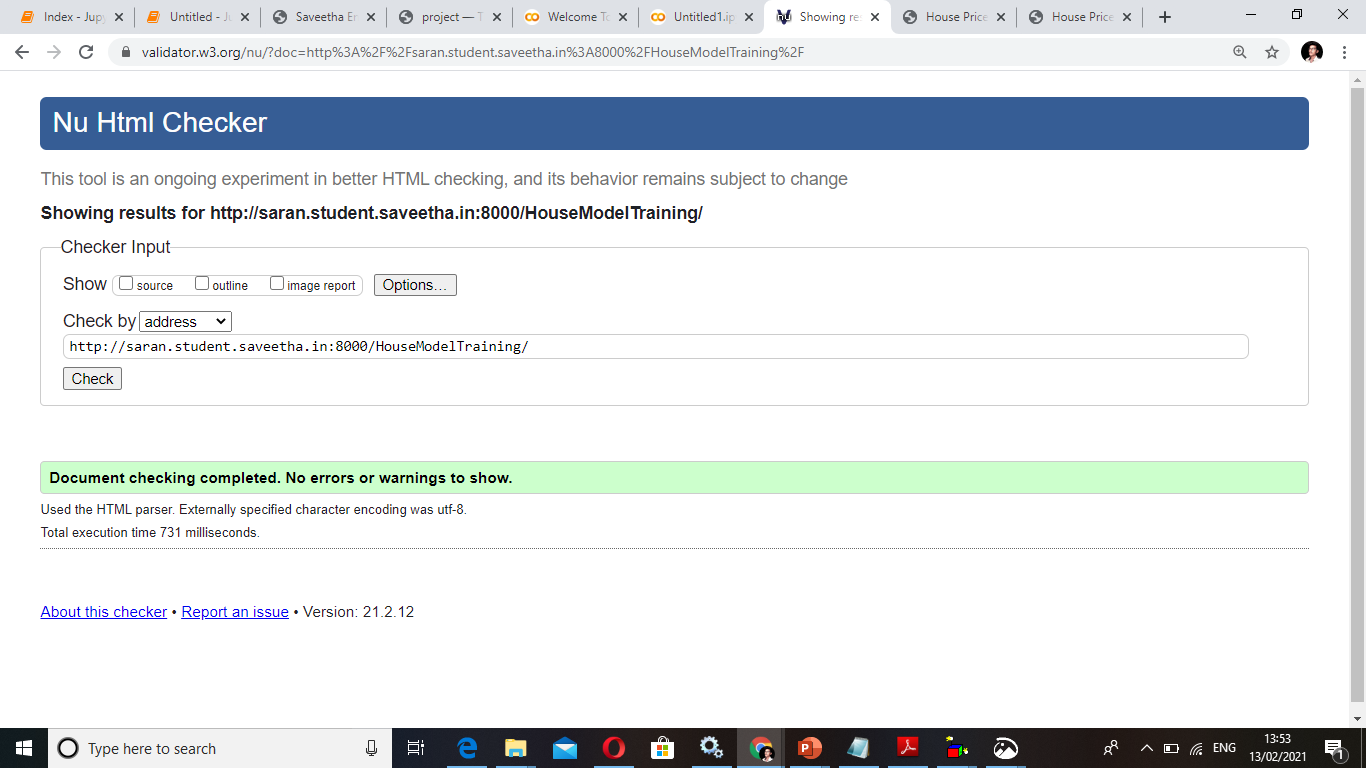 Index - Jupy
Untitled - Ju
Saveetha En
project — T
Welcome To
Untitled1.ip
Showing res
House Price
House Price
validator.w3.org/nu/?doc=http%3A%2F%2Fsaran.student.saveetha.in%3A8000%2FHouseModelTraining%2F
Nu Html Checker
This tool is an ongoing experiment in better HTML checking, and its behavior remains subject to change
Showing results for http://saran.student.saveetha.in:8000/HouseModelTraining/
Checker Input
Show source outline image report Options...
Check by address
http://saran.student.saveetha.in:8000/HouseModelTraining/
Check
Document checking completed. No errors or warnings to show.
Used the HTML parser. Externally specified character encoding was utf-8.
Total execution time 731 milliseconds.
About this checker • Report an issue • Version: 21.2.12
Type here to search
ENG
13:53
13/02/2021
1